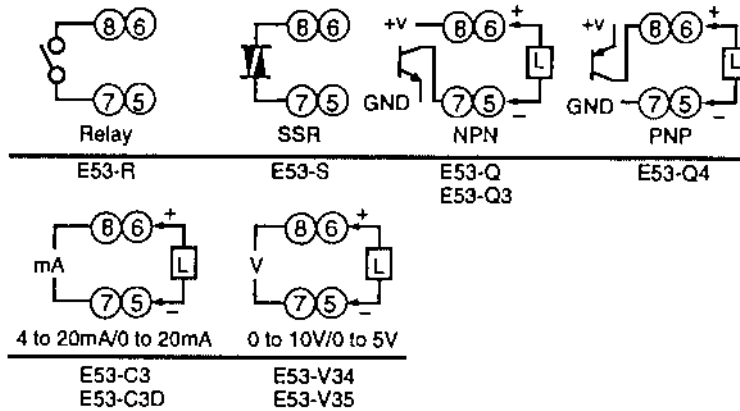 8 6 8 6 +V 8 6 + +V 8 6 +
L L
7 5 7 5 GND 7 5 − GND 7 5 −
Relay SSR NPN PNP
E53-R E53-S E53-Q E53-Q4
E53-Q3
8 6 + 8 6 +
mA L V L
7 5 − 7 5 −
4 to 20mA/0 to 20mA 0 to 10V/0 to 5V
E53-C3 E53-V34
E53-C3D E53-V35